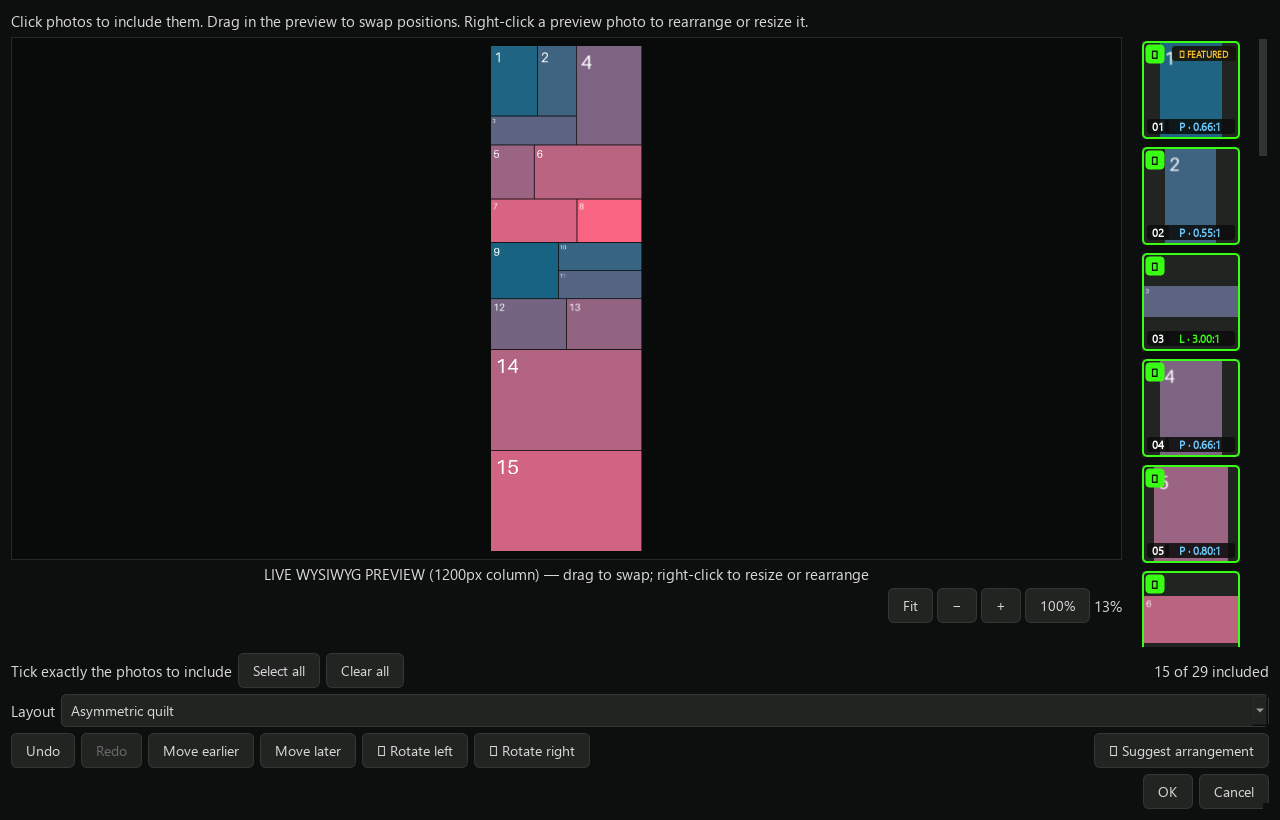 Click photos to include them. Drag in the preview to swap positions. Right-click a preview photo to rearrange or resize it.
1
2
4
3
5
6
7
8
9
10
11
12
13
14
15
1
FEATURED
01
P · 0.66:1
2
02
P · 0.55:1
3
03
L · 3.00:1
4
04
P · 0.66:1
5
05
P · 0.80:1
6
LIVE WYSIWYG PREVIEW (1200px column) — drag to swap; right-click to resize or rearrange
Fit
−
+
100%
13%
Tick exactly the photos to include
Select all
Clear all
15 of 29 included
Layout
Asymmetric quilt
Undo
Redo
Move earlier
Move later
Rotate left
Rotate right
Suggest arrangement
OK
Cancel